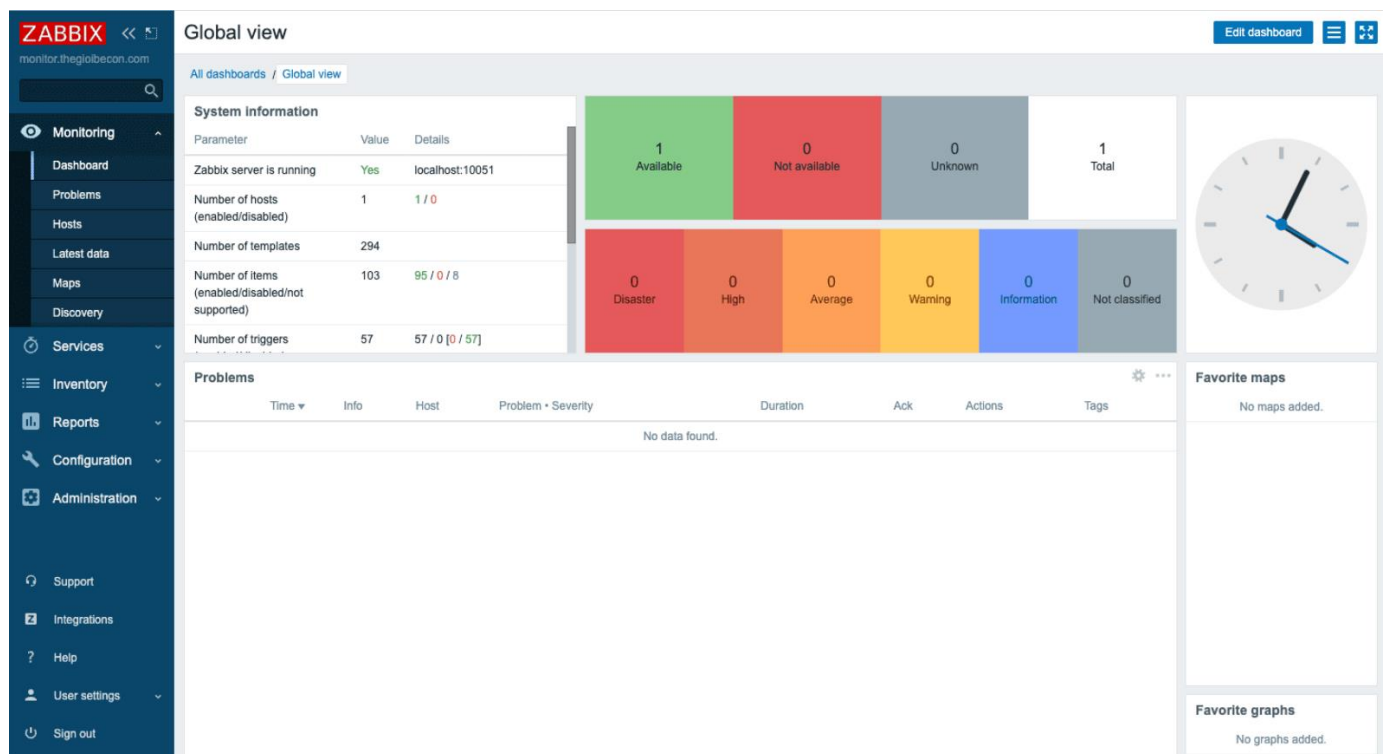 ZABBIX
monitor.thegioibecon.com
Monitoring
Dashboard
Problems
Hosts
Latest data
Maps
Discovery
Services
Inventory
Reports
Configuration
Administration
Support
Z Integrations
? Help
User settings
Sign out
Global view
Edit dashboard
All dashboards / Global view
System information
Parameter Value Details
Zabbix server is running Yes localhost:10051
Number of hosts 1 1 / 0
(enabled/disabled)
Number of templates 294
Number of items 103 95 / 0 / 8
(enabled/disabled/not
supported)
Number of triggers 57 57 / 0 [0 / 57]
1 0 0 1
Available Not available Unknown Total
0 0 0 0 0 0
Disaster High Average Warning Information Not classified
Problems
Time Info Host Problem • Severity Duration Ack Actions Tags
No data found.
Favorite maps
No maps added.
Favorite graphs
No graphs added.